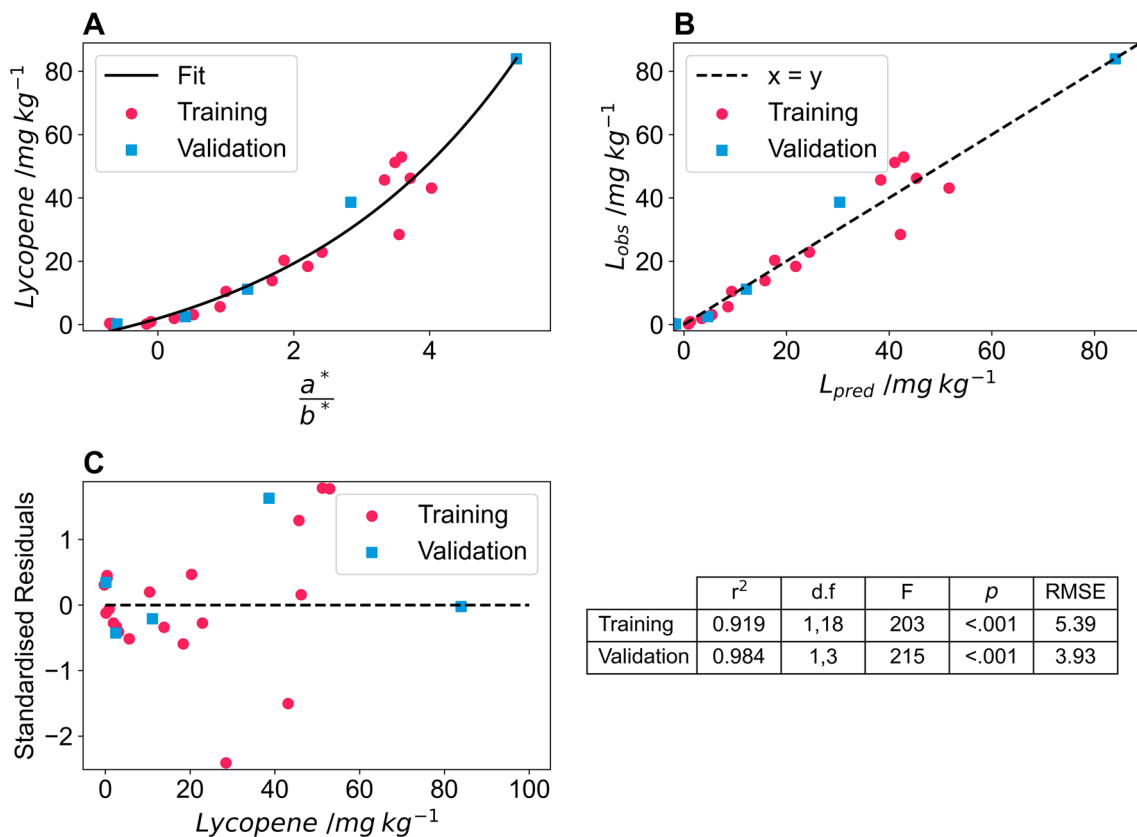 A
Lycopene /mg kg⁻¹
80
60
40
20
0
Fit
Training
Validation
0 2 4
a*
b*
B
L_obs /mg kg⁻¹
80
60
40
20
0
x = y
Training
Validation
0 20 40 60 80
L_pred /mg kg⁻¹
C
Standardised Residuals
1
0
−1
−2
Training
Validation
0 20 40 60 80 100
Lycopene /mg kg⁻¹
r² d.f F p RMSE
Training 0.919 1,18 203 <.001 5.39
Validation 0.984 1,3 215 <.001 3.93